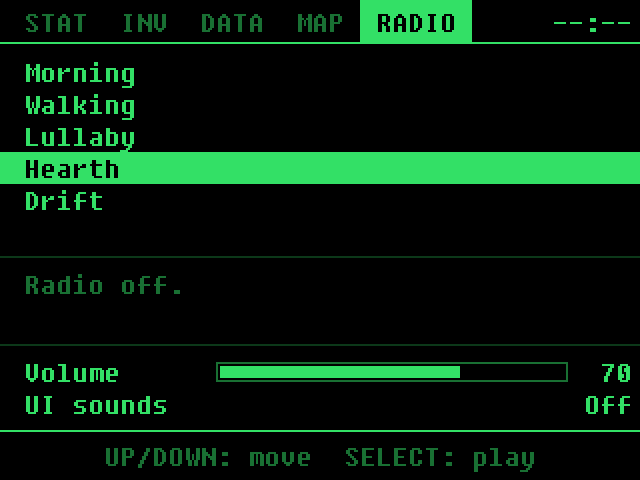 STAT INV DATA MAP RADIO --:--
Morning
Walking
Lullaby
Hearth
Drift
Radio off.
Volume 70
UI sounds Off
UP/DOWN: move SELECT: play